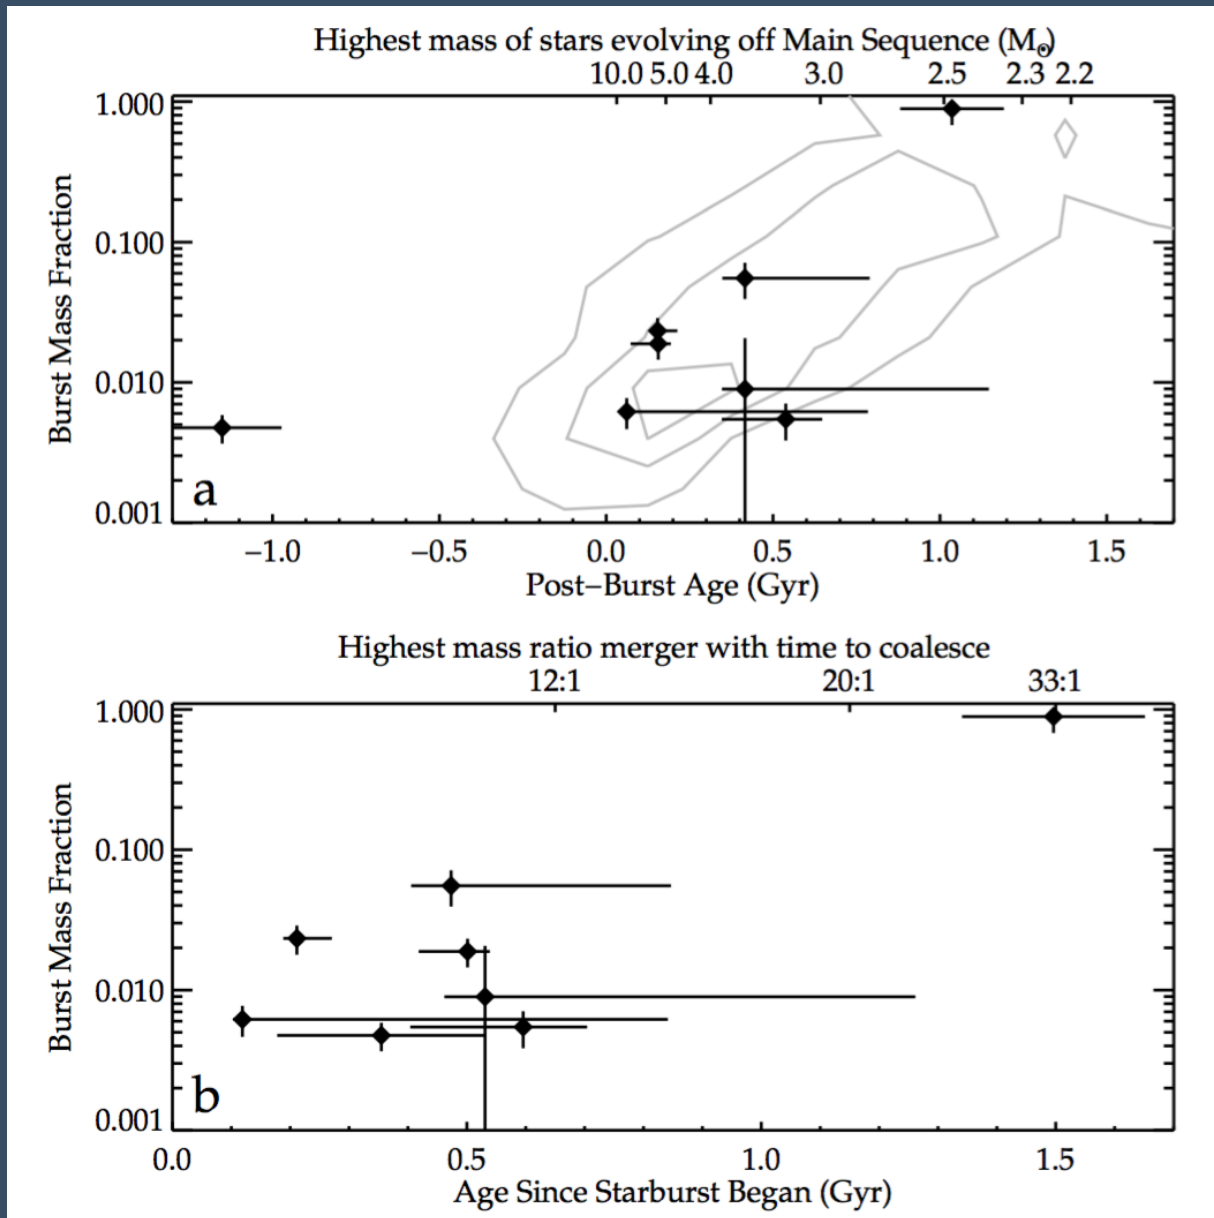 Highest mass of stars evolving off Main Sequence (M⊙)
10.0 5.0 4.0 3.0 2.5 2.3 2.2
1.000
0.100
0.010
0.001
Burst Mass Fraction
a
−1.0 −0.5 0.0 0.5 1.0 1.5
Post−Burst Age (Gyr)
Highest mass ratio merger with time to coalesce
12:1 20:1 33:1
1.000
0.100
0.010
0.001
Burst Mass Fraction
b
0.0 0.5 1.0 1.5
Age Since Starburst Began (Gyr)